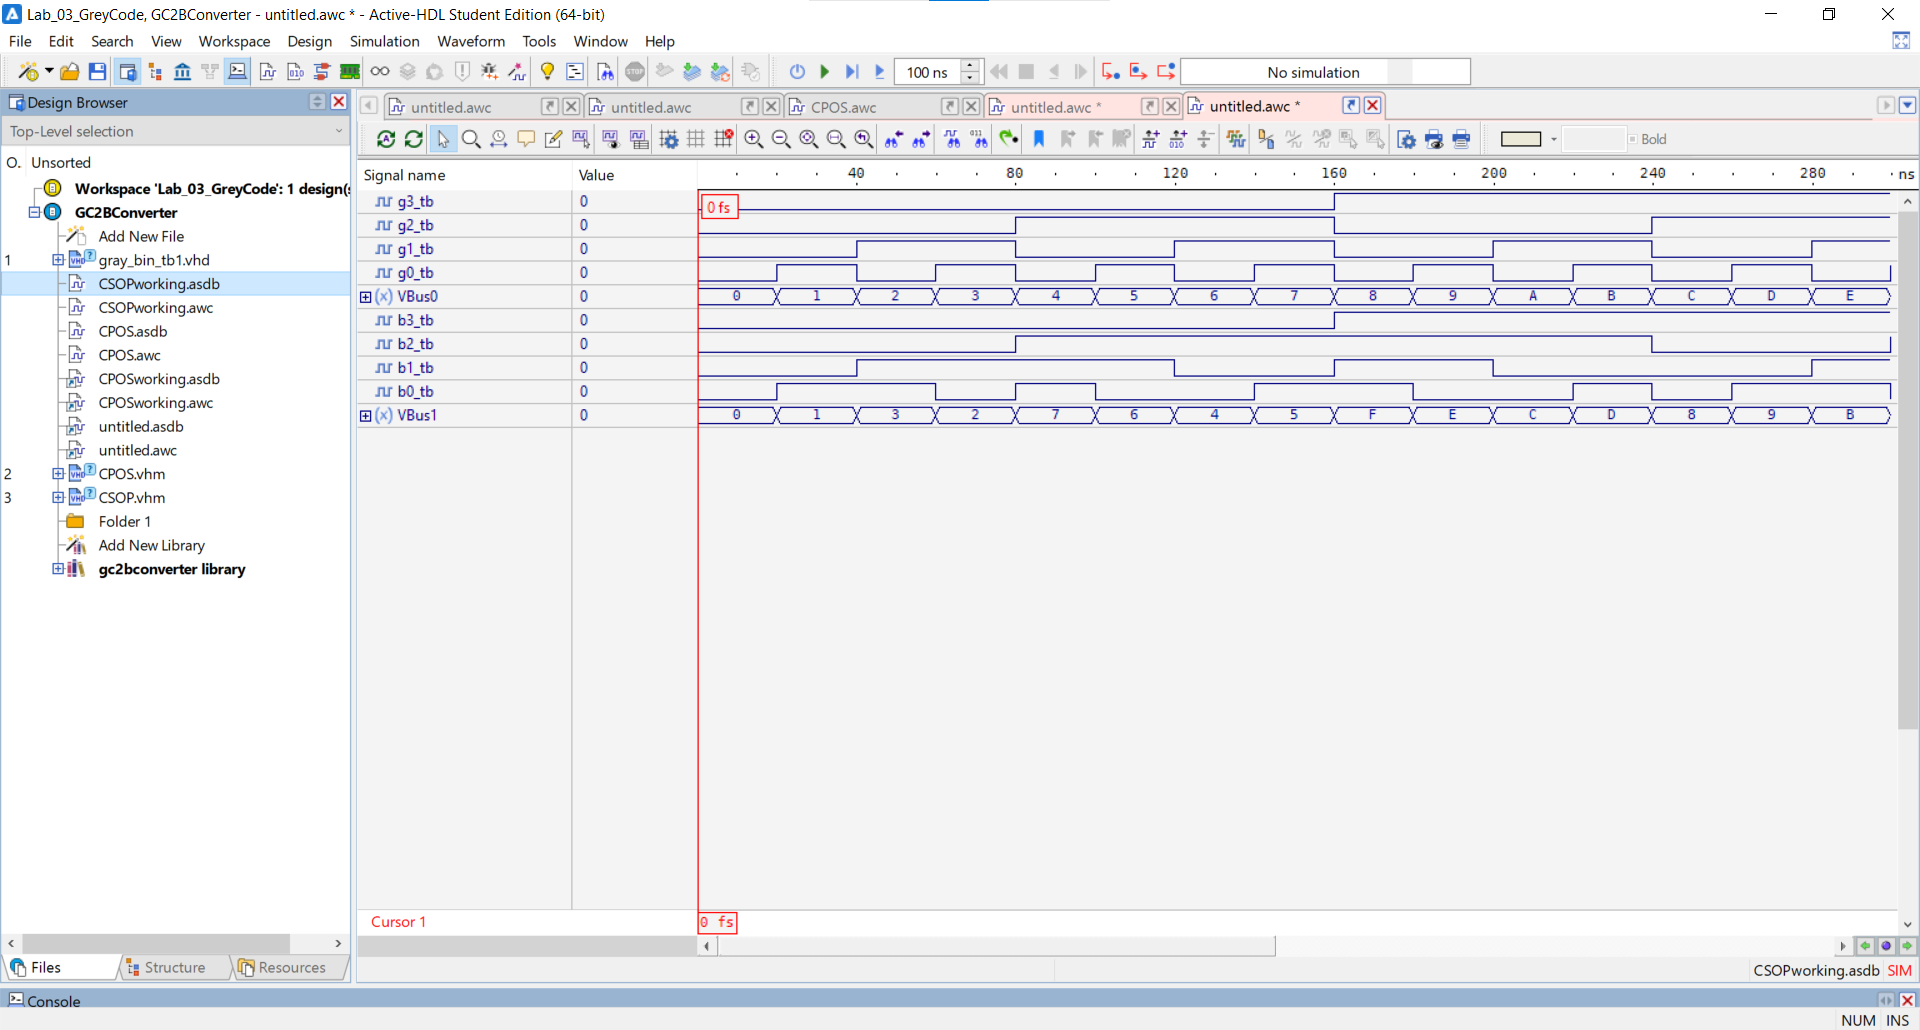 Lab_03_GreyCode, GC2BConverter - untitled.awc * - Active-HDL Student Edition (64-bit)
File Edit Search View Workspace Design Simulation Waveform Tools Window Help
100 ns No simulation
Design Browser
untitled.awc untitled.awc CPOS.awc untitled.awc * untitled.awc *
Top-Level selection
Bold
O. Unsorted
Workspace 'Lab_03_GreyCode': 1 design(s
GC2BConverter
Add New File
1 gray_bin_tb1.vhd
CSOPworking.asdb
CSOPworking.awc
CPOS.asdb
CPOS.awc
CPOSworking.asdb
CPOSworking.awc
untitled.asdb
untitled.awc
2 CPOS.vhm
3 CSOP.vhm
Folder 1
Add New Library
gc2bconverter library
Files Structure Resources
Signal name Value 40 80 120 160 200 240 280 ns
g3_tb 0 0 fs
g2_tb 0
g1_tb 0
g0_tb 0
VBus0 0 0 1 2 3 4 5 6 7 8 9 A B C D E
b3_tb 0
b2_tb 0
b1_tb 0
b0_tb 0
VBus1 0 0 1 3 2 7 6 4 5 F E C D 8 9 B
Cursor 1 0 fs
CSOPworking.asdb SIM
Console
NUM INS